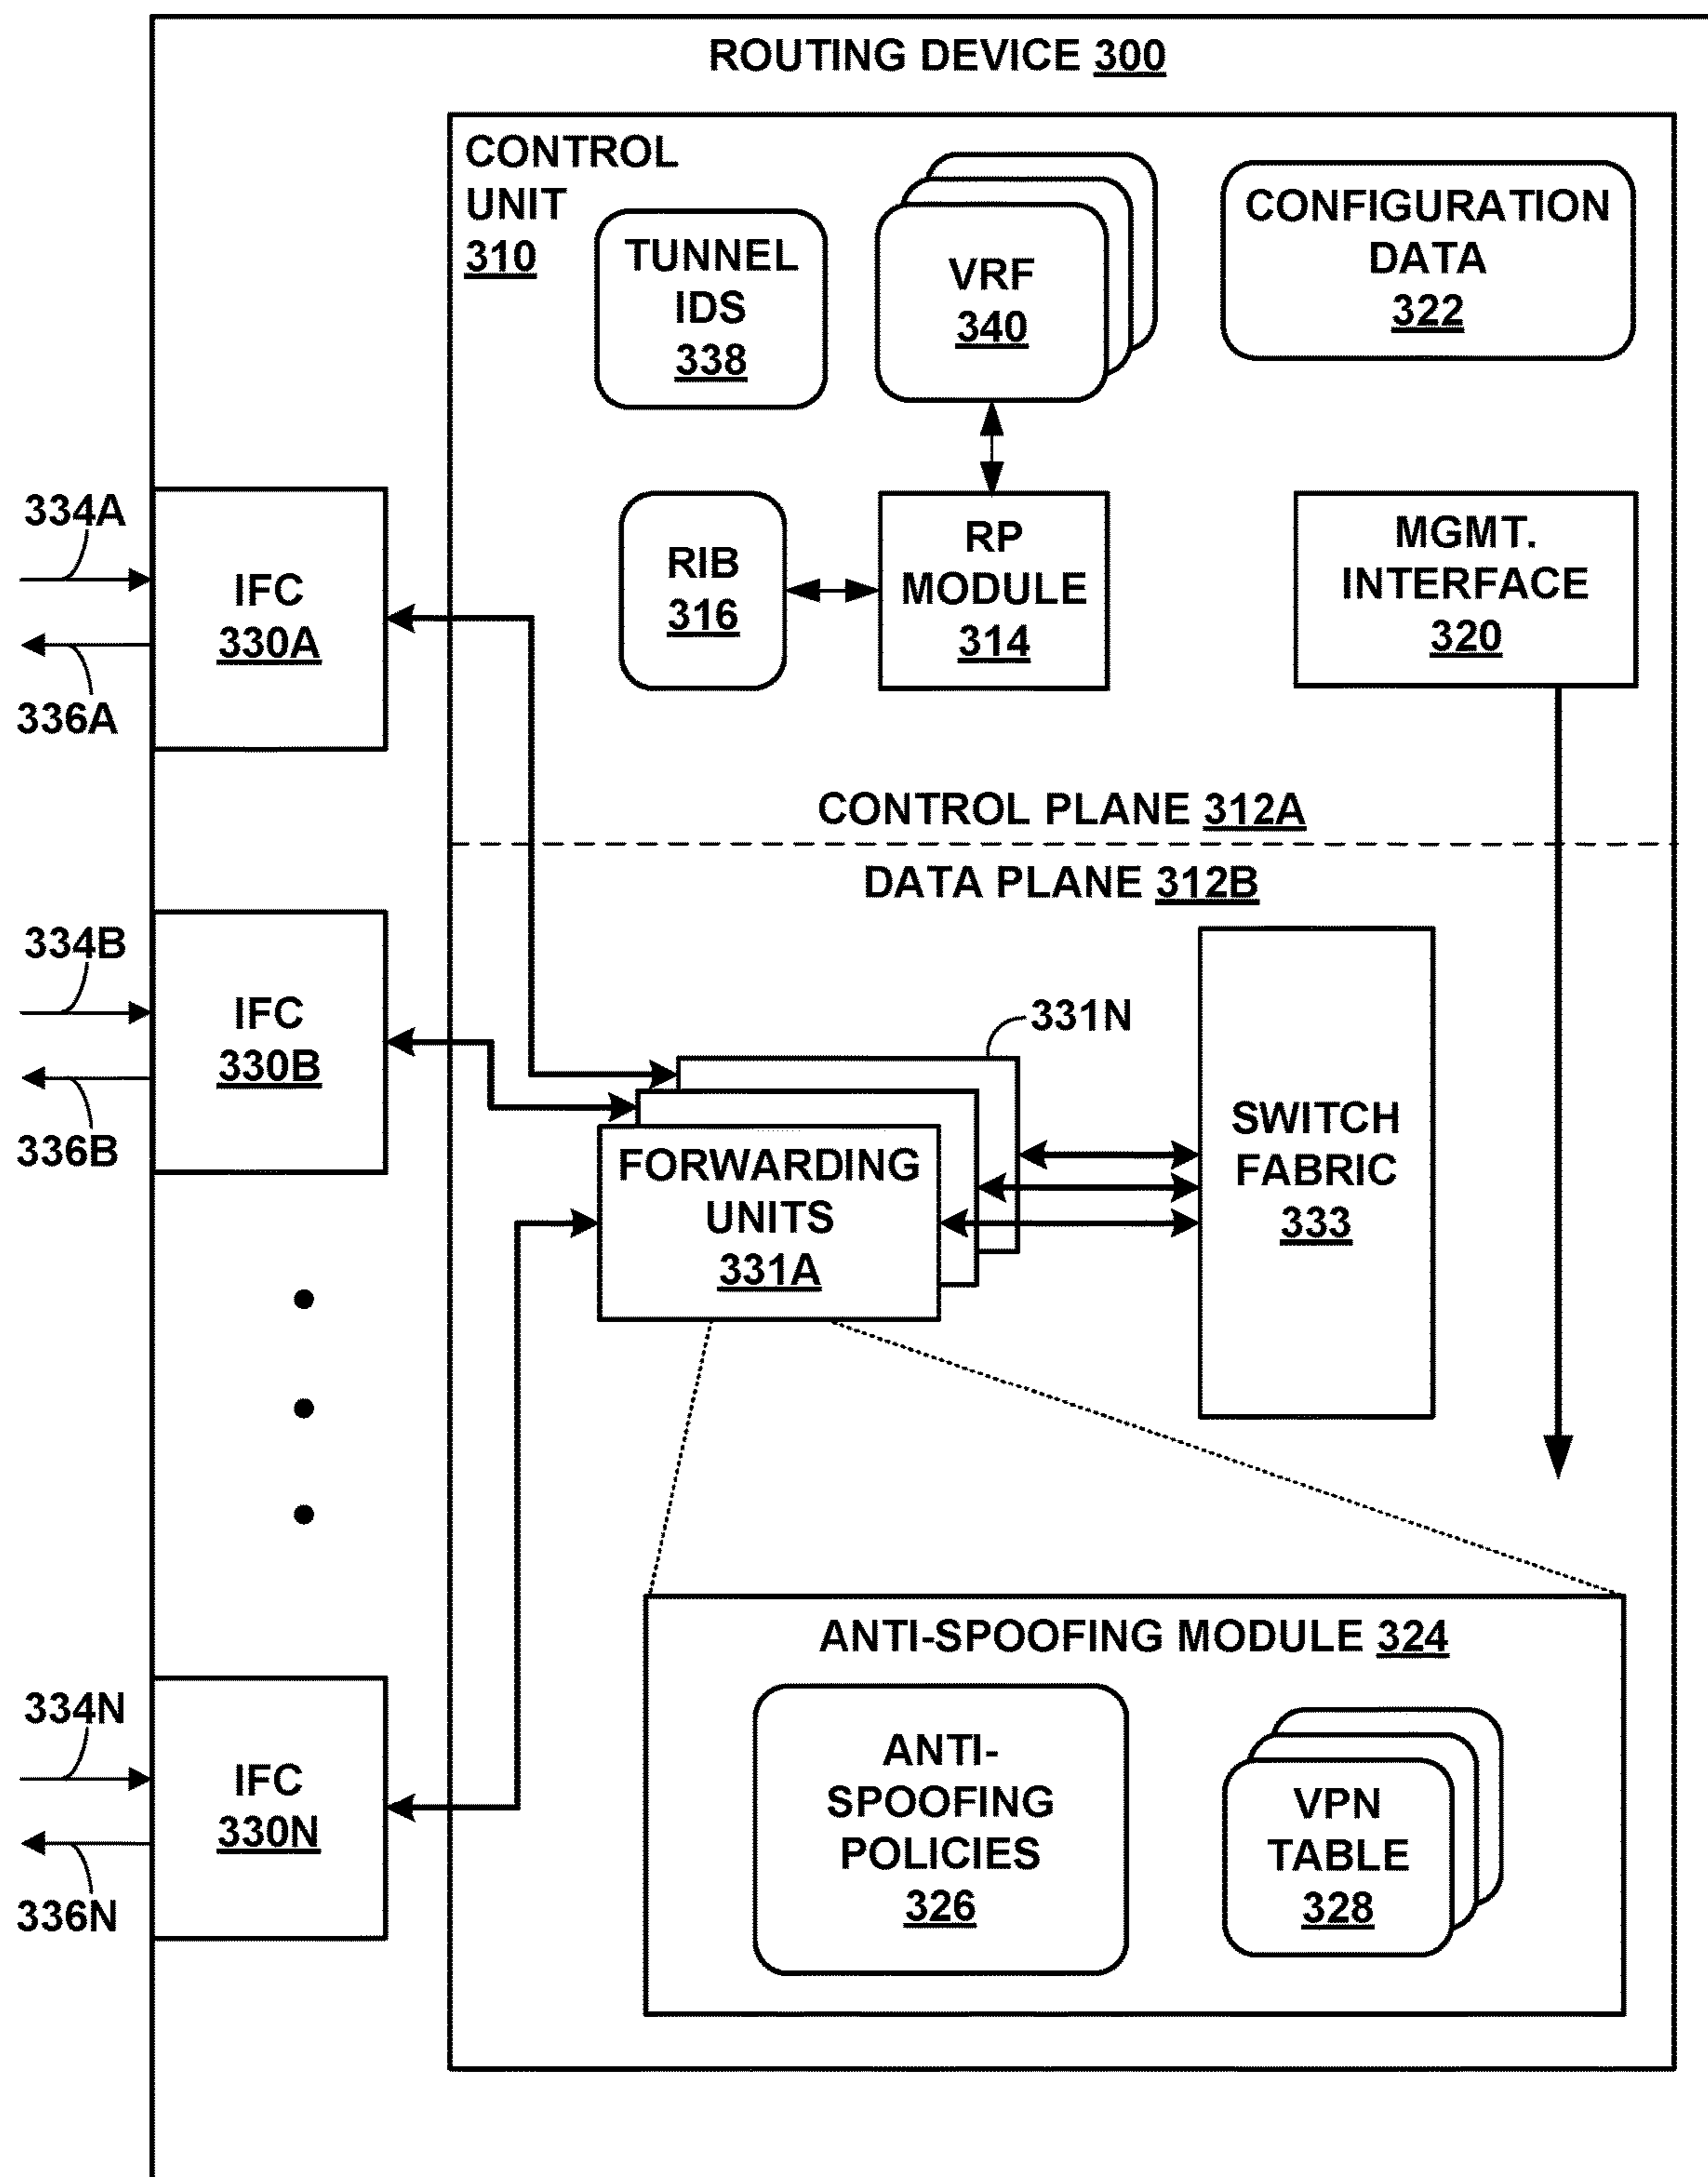 ROUTING DEVICE 300
CONTROL
UNIT
310
TUNNEL
IDS
338
VRF
340
CONFIGURATION
DATA
322
334A
IFC
330A
336A
RIB
316
RP
MODULE
314
MGMT.
INTERFACE
320
CONTROL PLANE 312A
DATA PLANE 312B
334B
IFC
330B
336B
331N
FORWARDING
UNITS
331A
SWITCH
FABRIC
333
ANTI-SPOOFING MODULE 324
334N
IFC
330N
336N
ANTI-
SPOOFING
POLICIES
326
VPN
TABLE
328